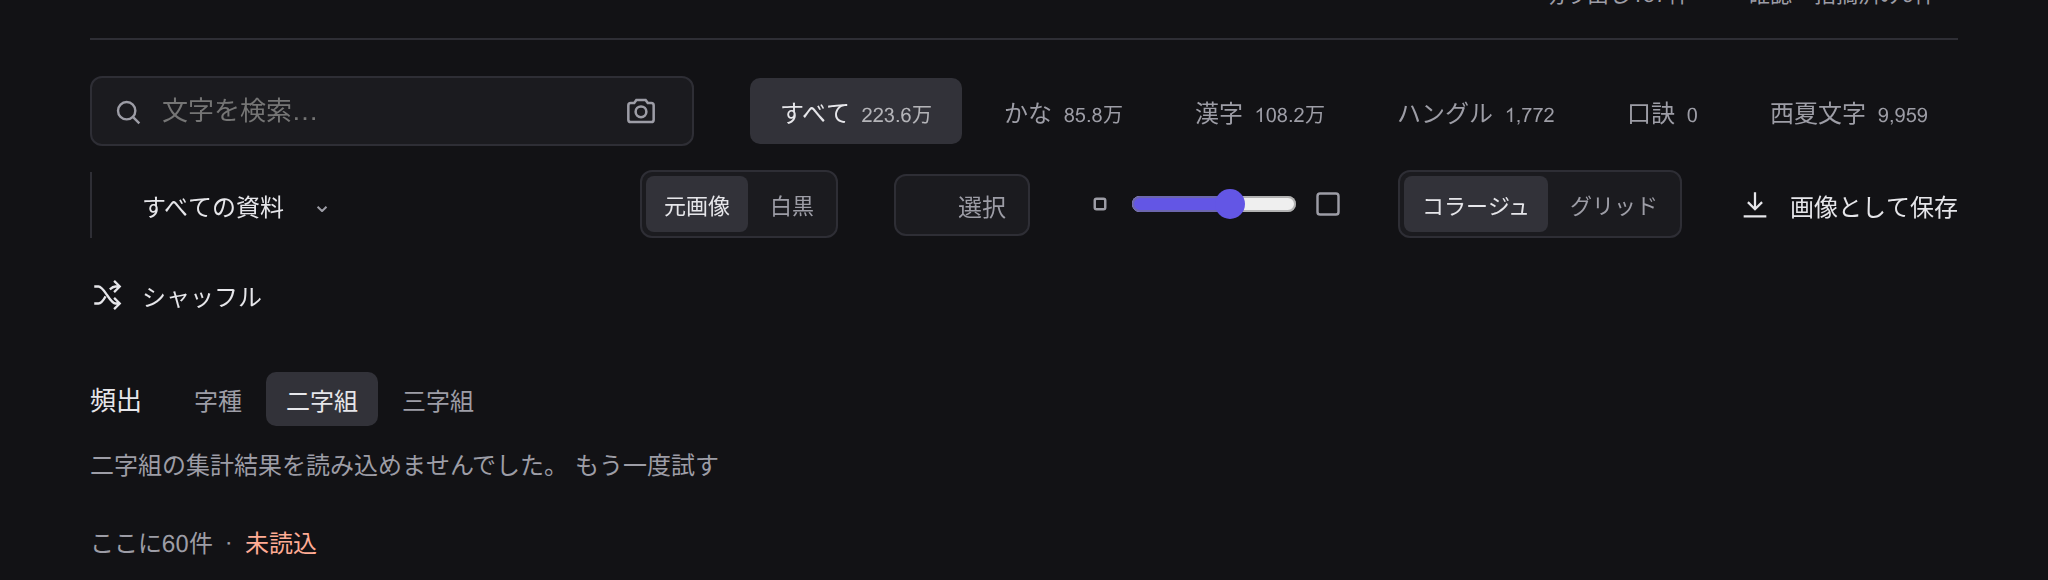 文字を検索…
すべて 223.6万 かな 85.8万 漢字 108.2万 ハングル 1,772 口訣 0 西夏文字 9,959
すべての資料 元画像 白黒 選択 コラージュ グリッド 画像として保存
シャッフル
頻出 字種 二字組 三字組
二字組の集計結果を読み込めませんでした。 もう一度試す
ここに60件 · 未読込